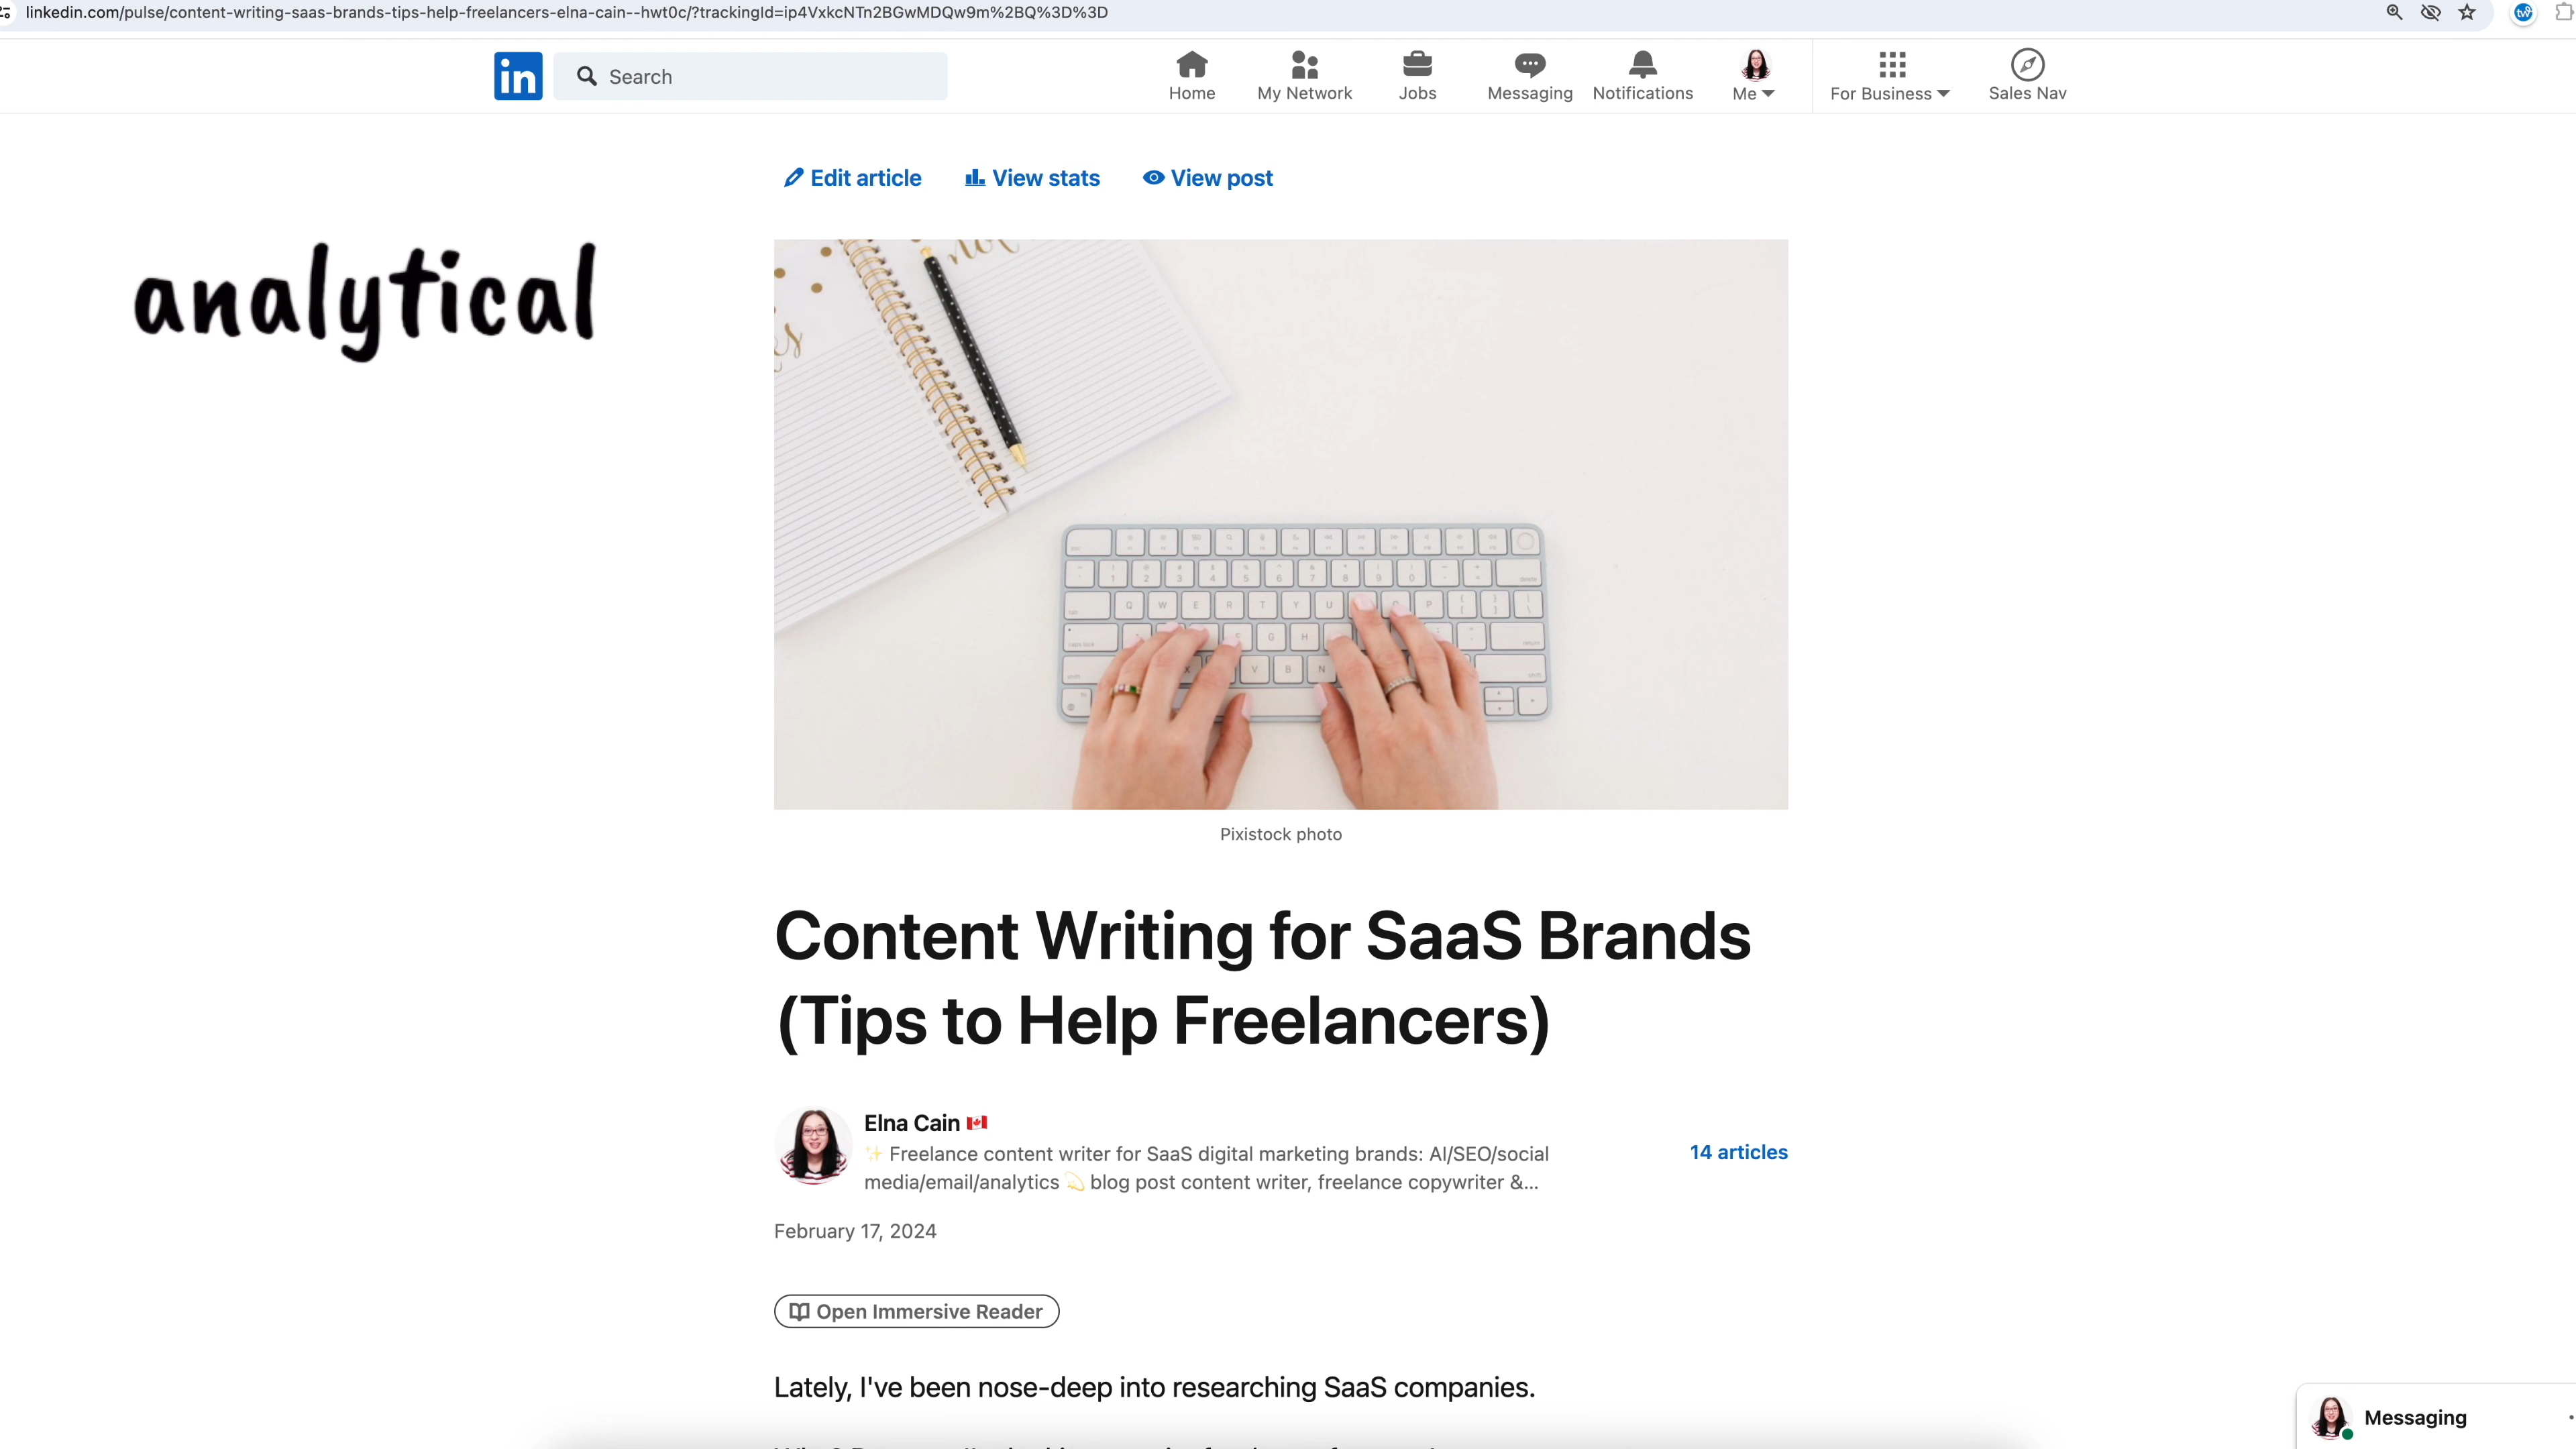 linkedin.com/pulse/content-writing-saas-brands-tips-help-freelancers-elna-cain--hwt0c/?trackingId=ip4VxkcNTn2BGwMDQw9m%2BQ%3D%3D
in
Search
Home
My Network
Jobs
Messaging
Notifications
Me
For Business
Sales Nav
Edit article
View stats
View post
analytical
Pixistock photo
Content Writing for SaaS Brands
(Tips to Help Freelancers)
Elna Cain 🇨🇦
✨ Freelance content writer for SaaS digital marketing brands: AI/SEO/social
media/email/analytics 💫 blog post content writer, freelance copywriter &...
14 articles
February 17, 2024
Open Immersive Reader
Lately, I've been nose-deep into researching SaaS companies.
Messaging